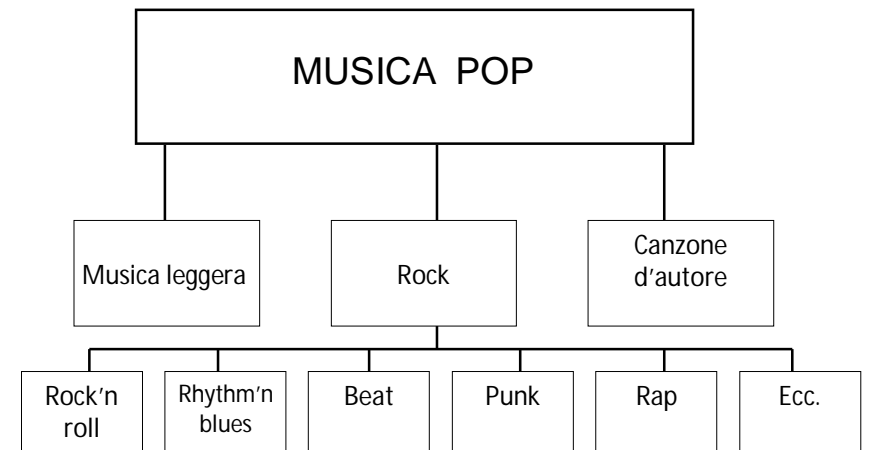 MUSICA POP
Musica leggera
Rock
Canzone
d'autore
Rock'n
roll
Rhythm'n
blues
Beat
Punk
Rap
Ecc.